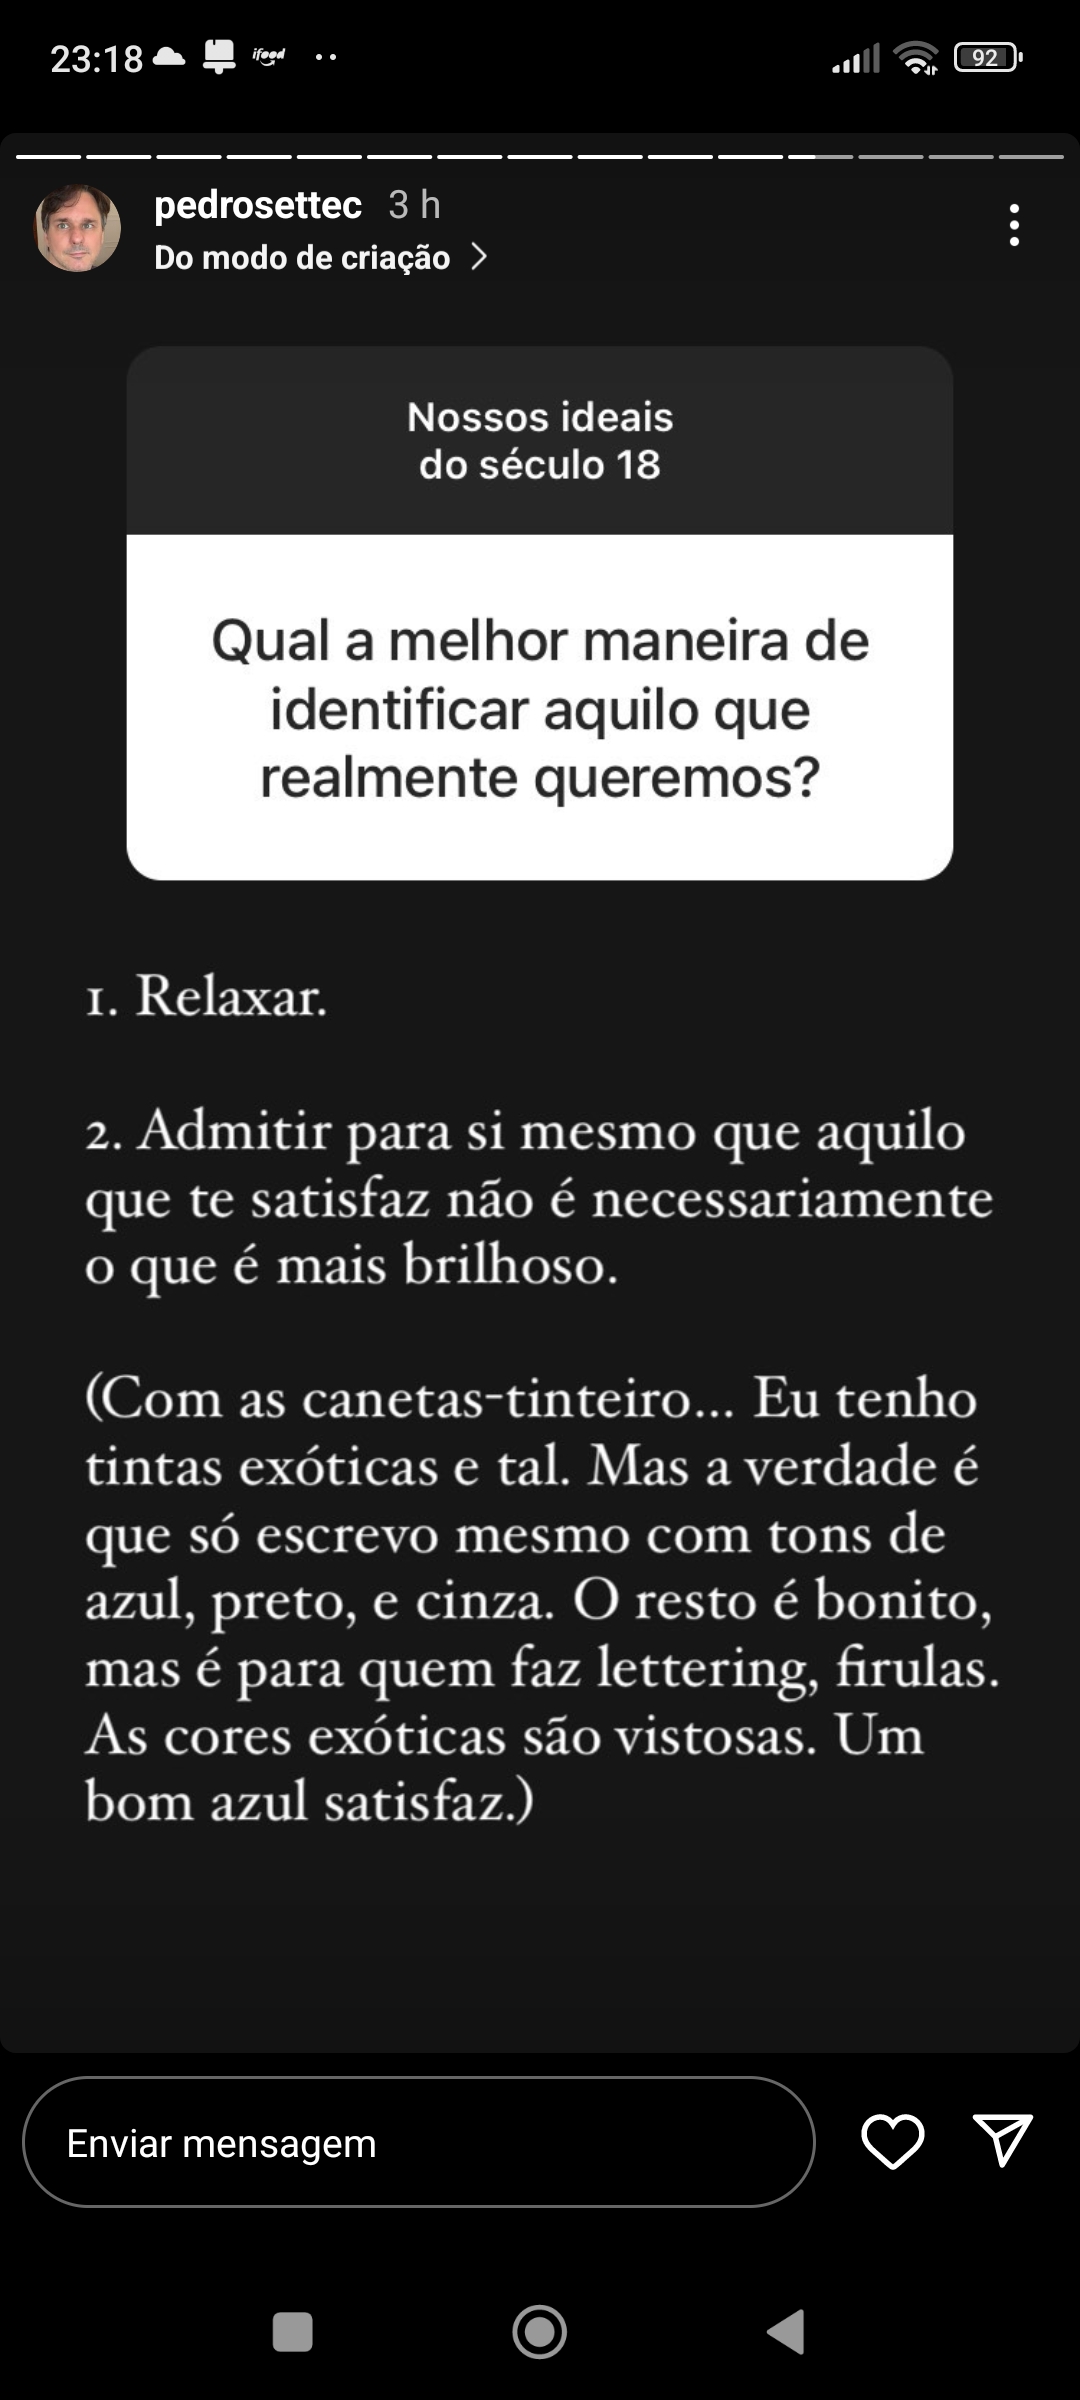 23:18 ifood 92
pedrosettec 3 h
Do modo de criação
Nossos ideais
do século 18
Qual a melhor maneira de
identificar aquilo que
realmente queremos?
1. Relaxar.
2. Admitir para si mesmo que aquilo
que te satisfaz não é necessariamente
o que é mais brilhoso.
(Com as canetas-tinteiro... Eu tenho
tintas exóticas e tal. Mas a verdade é
que só escrevo mesmo com tons de
azul, preto, e cinza. O resto é bonito,
mas é para quem faz lettering, firulas.
As cores exóticas são vistosas. Um
bom azul satisfaz.)
Enviar mensagem